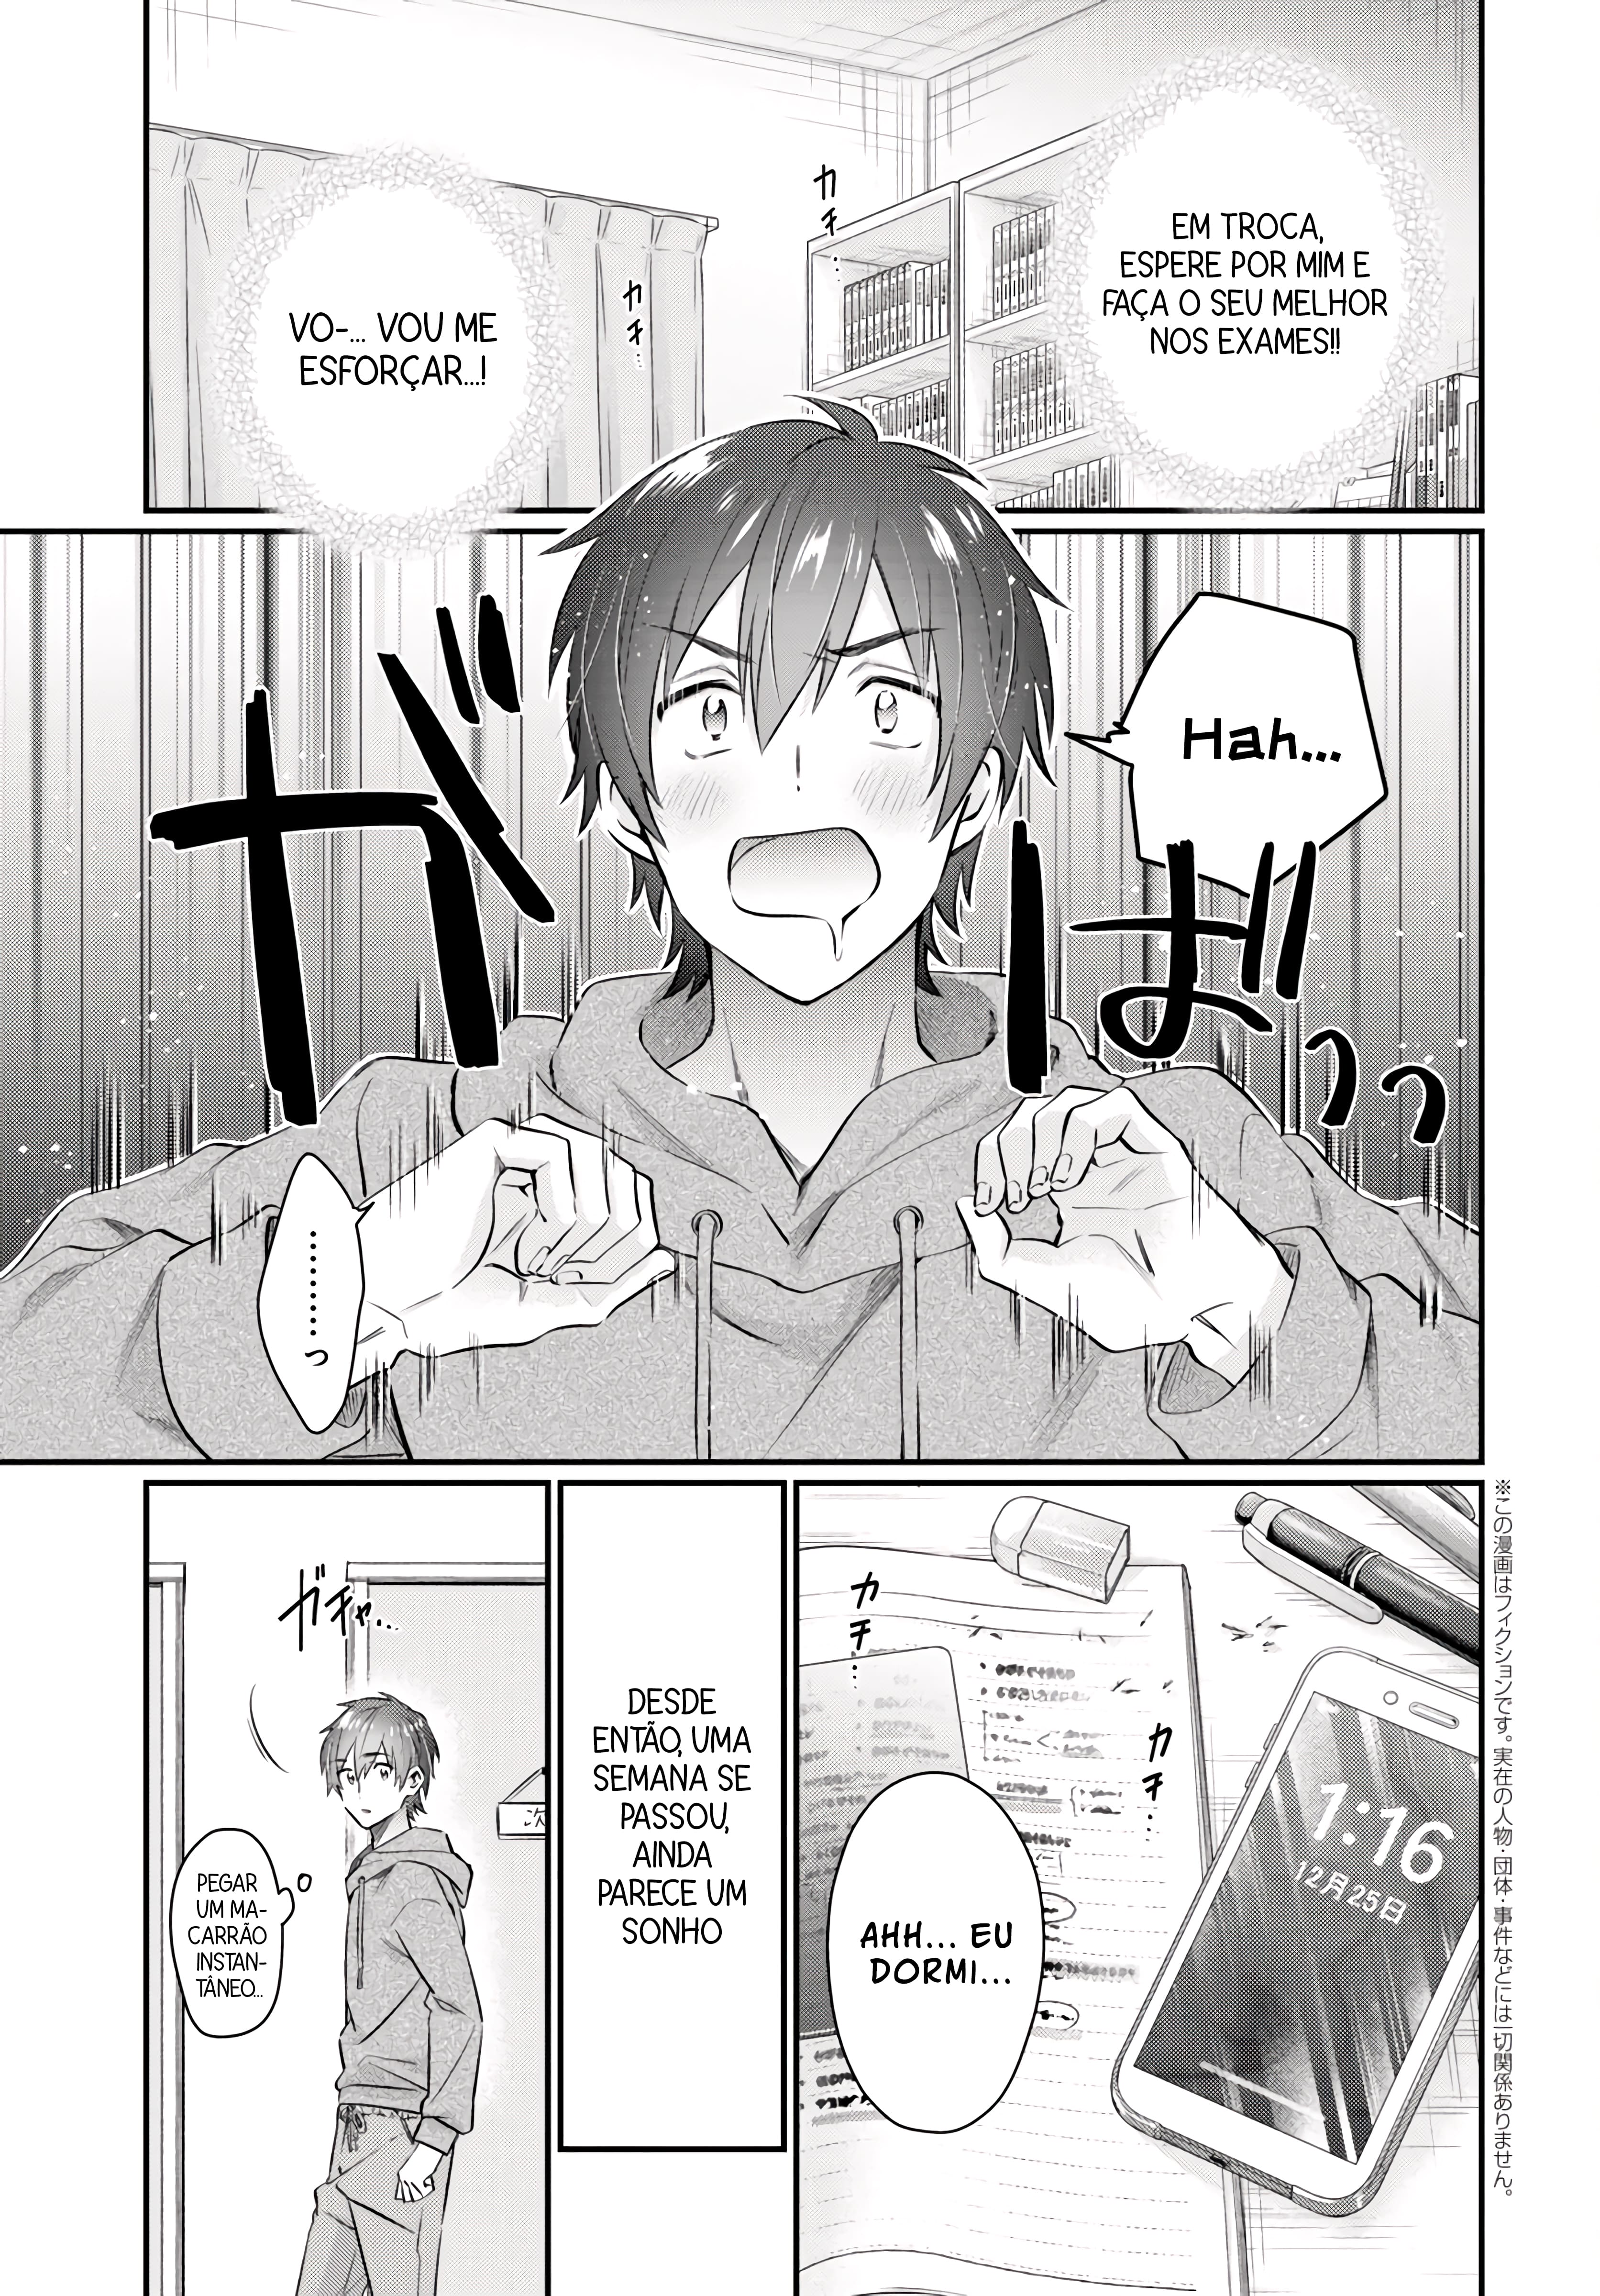 EM TROCA,
ESPERE POR MIM E
FAÇA O SEU MELHOR
NOS EXAMES!!
カチ…
VO-... VOU ME
ESFORÇAR...!
カチ…
Hah...
ガばっっ
………っ
※この漫画はフィクションです。実在の人物・団体・事件などには一切関係ありません。
カチ…
カチ…
1:16
12月25日
AHH... EU
DORMI...
DESDE
ENTÃO, UMA
SEMANA SE
PASSOU,
AINDA
PARECE UM
SONHO
ガチャ…
次
PEGAR
UM MA-
CARRÃO
INSTAN-
TÂNEO...